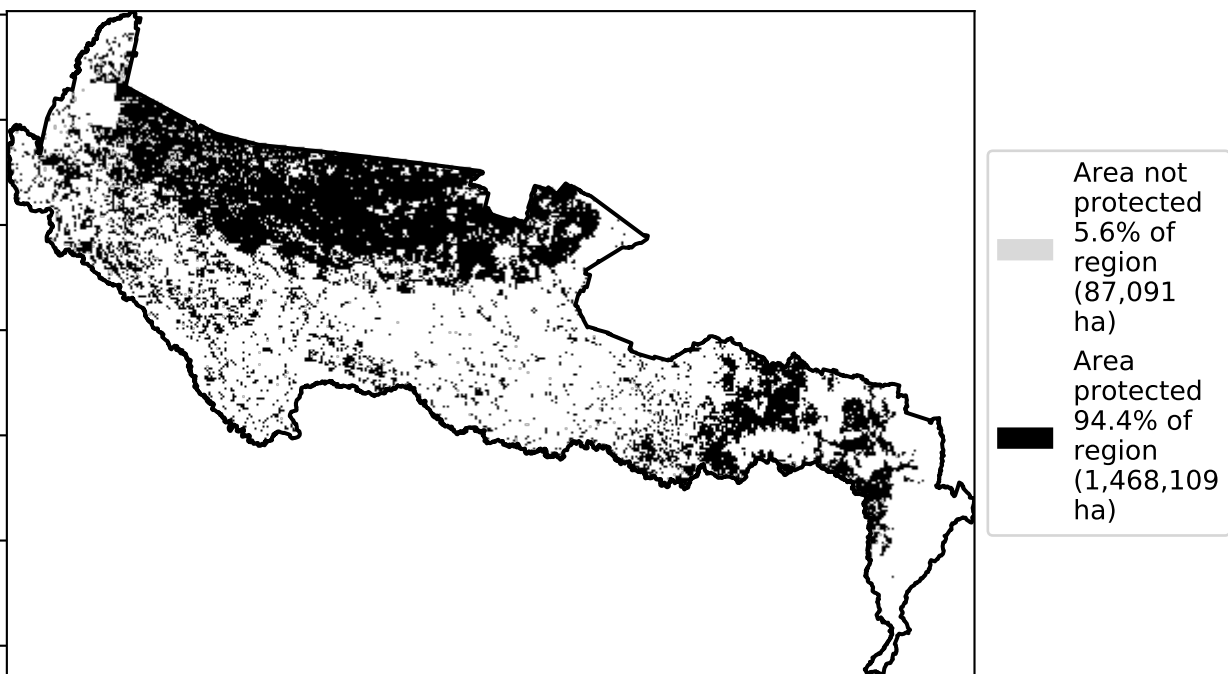 Area not
protected
5.6% of
region
(87,091
ha)
Area
protected
94.4% of
region
(1,468,109
ha)